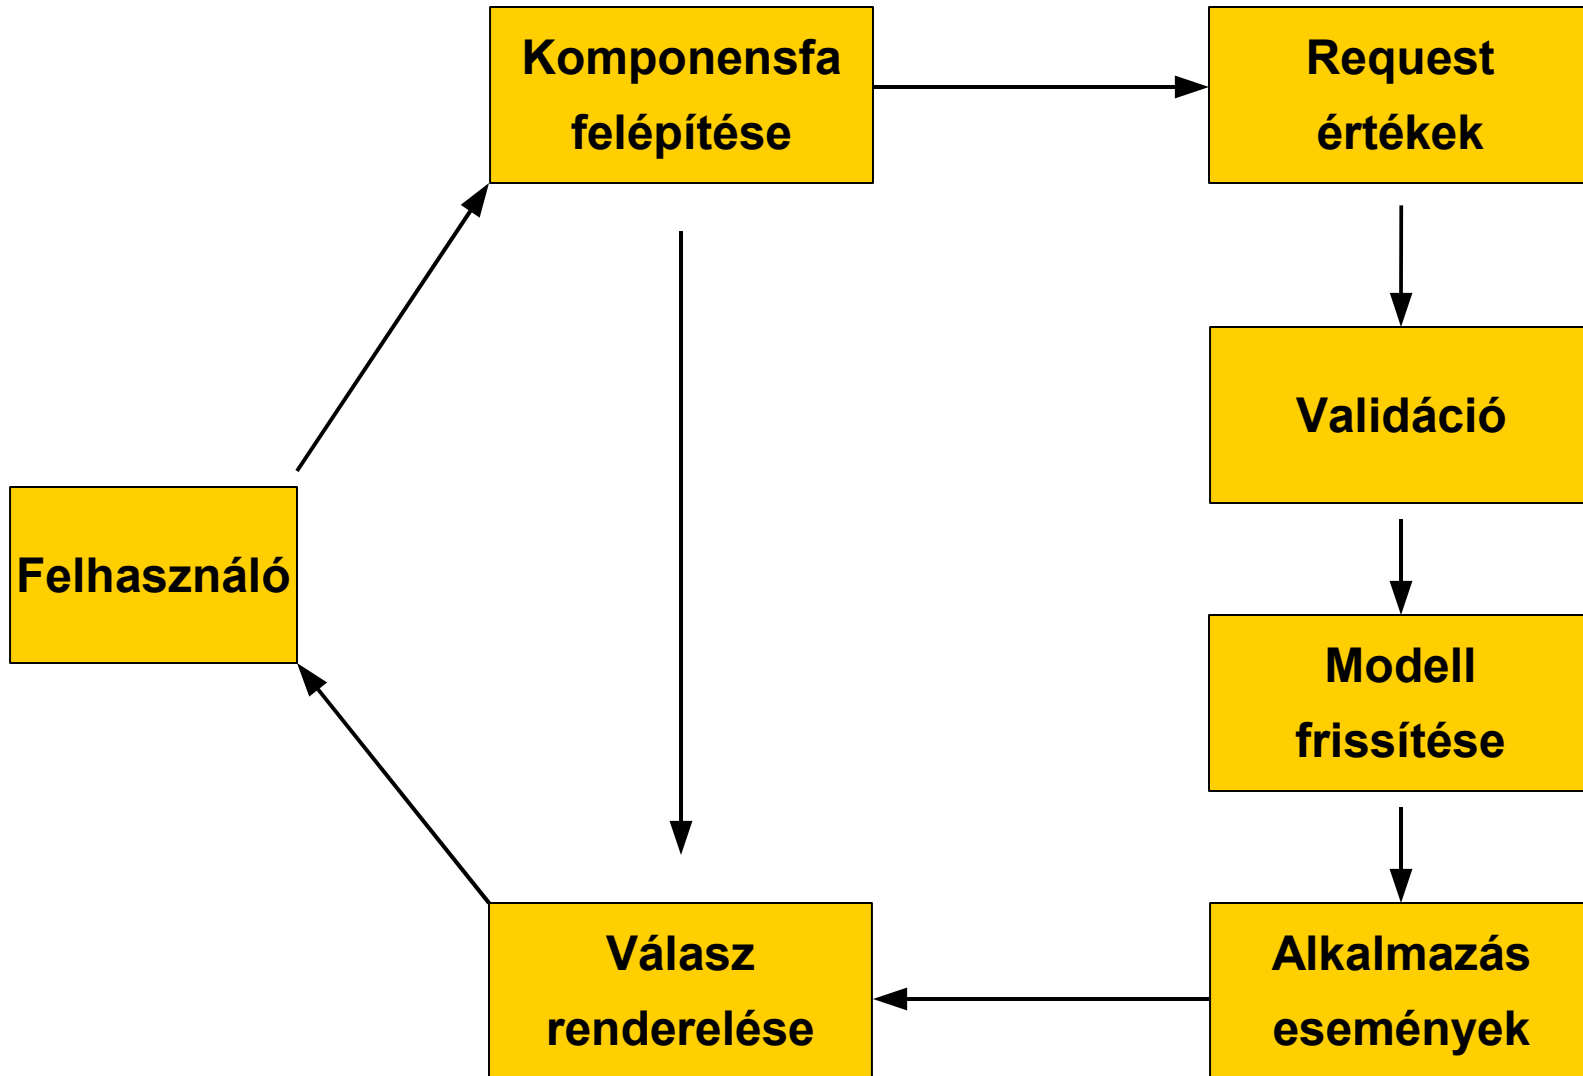 Komponensfa
felépítése
Request
értékek
Validáció
Felhasználó
Modell
frissítése
Válasz
renderelése
Alkalmazás
események